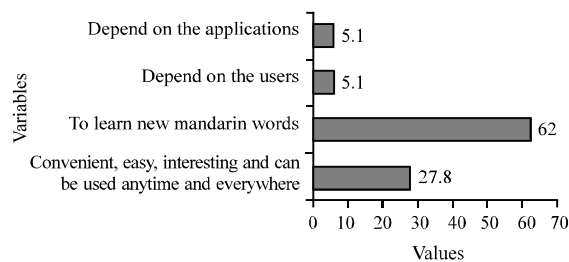 Depend on the applications
5.1
Depend on the users
5.1
To learn new mandarin words
62
Convenient, easy, interesting and can
be used anytime and everywhere
27.8
Variables
0 10 20 30 40 50 60 70
Values